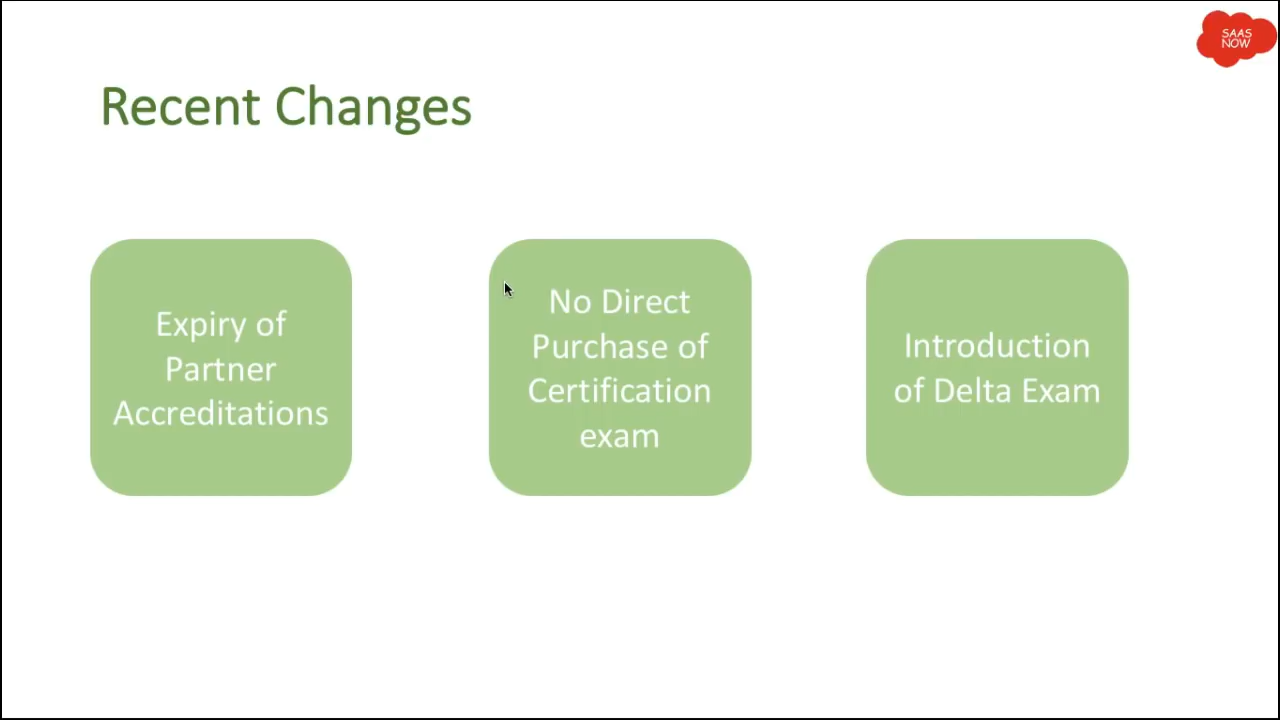 SAAS
NOW
Recent Changes
Expiry of
Partner
Accreditations
No Direct
Purchase of
Certification
exam
Introduction
of Delta Exam